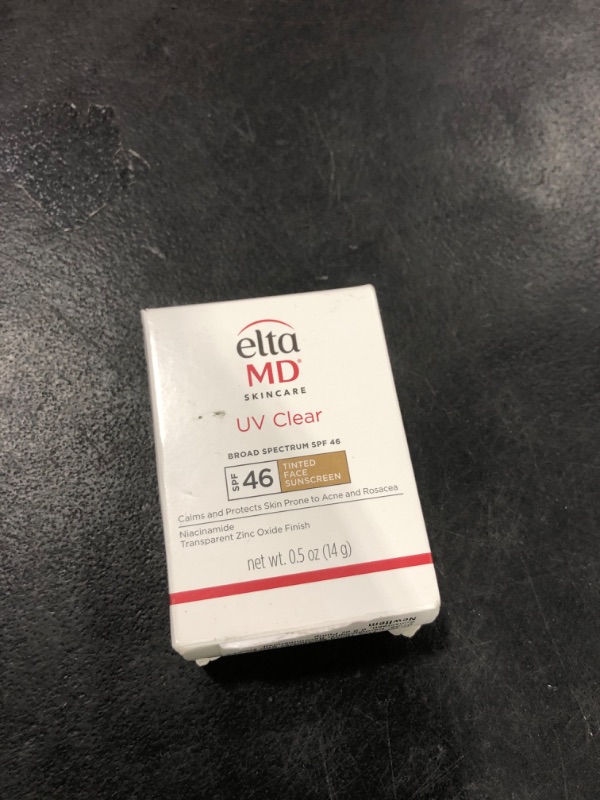 elta
MD®
SKINCARE
UV Clear
BROAD SPECTRUM SPF 46
SPF 46
TINTED
FACE
SUNSCREEN
Calms and Protects Skin Prone to Acne and Rosacea
Niacinamide
Transparent Zinc Oxide Finish
net wt. 0.5 oz (14 g)
NewItem